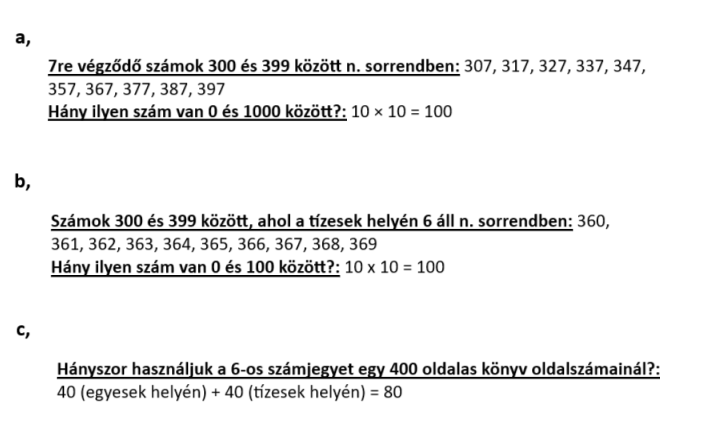 a,
7re végződő számok 300 és 399 között n. sorrendben: 307, 317, 327, 337, 347,
357, 367, 377, 387, 397
Hány ilyen szám van 0 és 1000 között?: 10 × 10 = 100
b,
Számok 300 és 399 között, ahol a tízesek helyén 6 áll n. sorrendben: 360,
361, 362, 363, 364, 365, 366, 367, 368, 369
Hány ilyen szám van 0 és 100 között?: 10 x 10 = 100
c,
Hányszor használjuk a 6-os számjegyet egy 400 oldalas könyv oldalszámainál?:
40 (egyesek helyén) + 40 (tízesek helyén) = 80